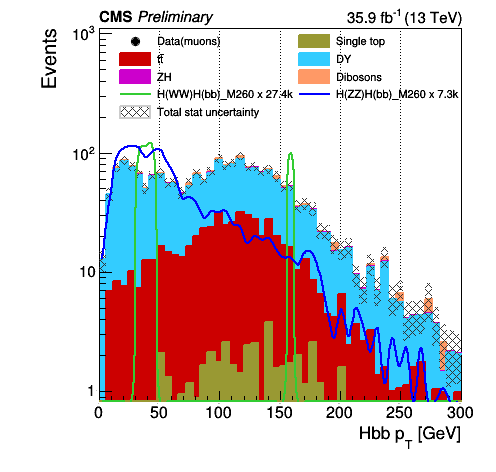 CMS Preliminary 35.9 fb⁻¹ (13 TeV)
Events
Data(muons) Single top
tt̄ DY
ZH Dibosons
H(WW)H(bb)_M260 x 27.4k H(ZZ)H(bb)_M260 x 7.3k
Total stat uncertainty
10³
10²
10
1
0 50 100 150 200 250 300
Hbb p_T [GeV]